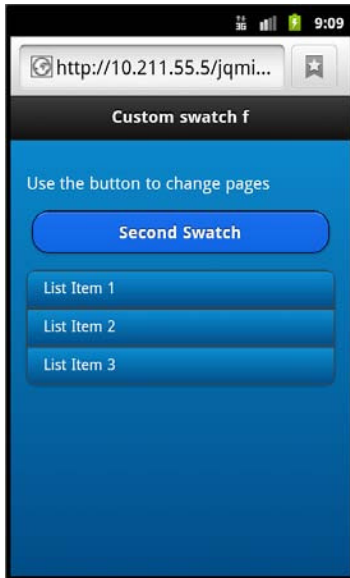 3G 9:09
http://10.211.55.5/jqmi...
Custom swatch f
Use the button to change pages
Second Swatch
List Item 1
List Item 2
List Item 3